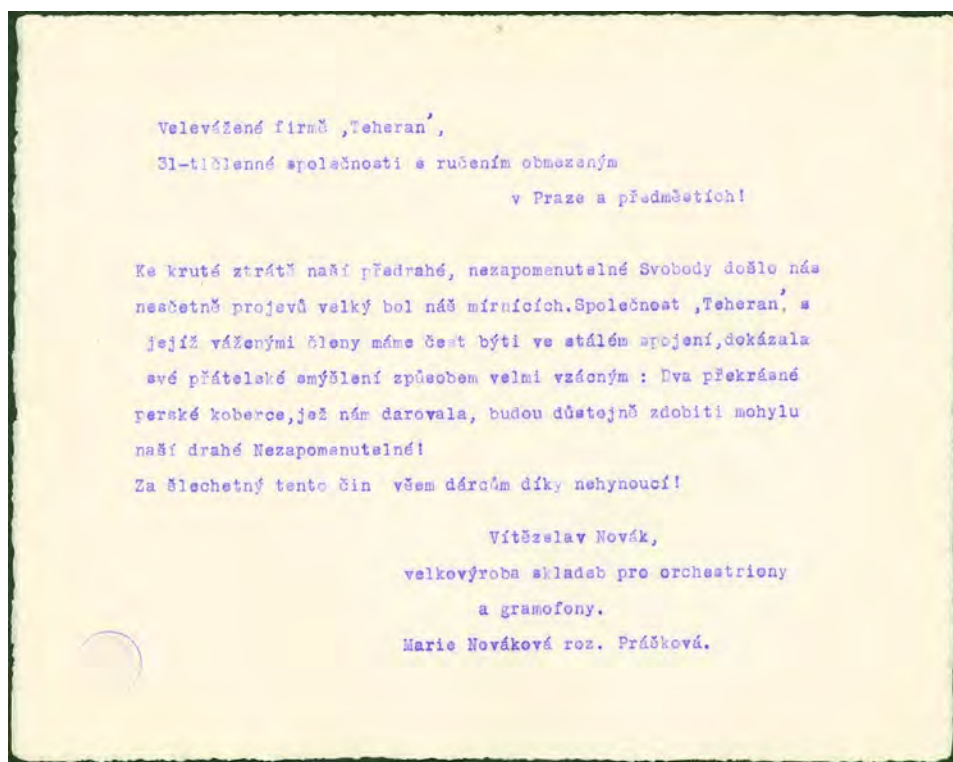 Velevážené firmě ,Teheran',
31-tičlenné společnosti s ručením obmezeným
v Praze a předměstích!
Ke kruté ztrátě naší předrahé, nezapomenutelné Svobody došlo nás
nesčetně projevů velký bol náš mírnících.Společnost ,Teheran', s
jejíž váženými členy máme čest býti ve stálém spojení,dokázala
své přátelské smýšlení způsobem velmi vzácným : Dva překrásné
perské koberce,jež nám darovala, budou důstojně zdobiti mohylu
naší drahé Nezapomenutelné!
Za šlechetný tento čin všem dárcům díky nehynoucí!
Vítězslav Novák,
velkovýroba skladeb pro orchestriony
a gramofony.
Marie Nováková roz. Prášková.